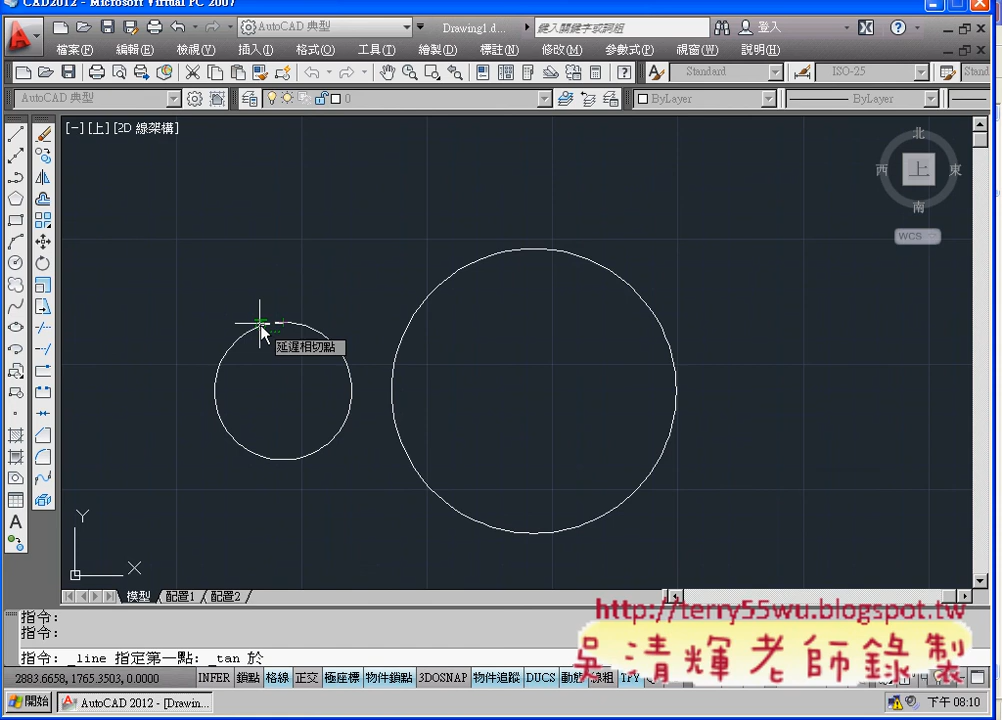 CAD2012 - Microsoft Virtual PC 2007
AutoCAD 典型
Drawing1.d...
鍵入關鍵字或詞組
登入
檔案(F) 編輯(E) 檢視(V) 插入(I) 格式(O) 工具(T) 繪製(D) 標註(N) 修改(M) 參數式(P) 視窗(W) 說明(H)
Standard ISO-25 Stand
AutoCAD 典型 0 ByLayer ByLayer
[−] [上] [2D 線架構]
北
西 上 東
南
WCS
延遲相切點
Y
X
A
模型 配置1 配置2
指令:
指令:
指令: _line 指定第一點: _tan 於
http://terry55wu.blogspot.tw
吳清輝老師錄製
2883.6658, 1765.3503, 0.0000 INFER 鎖點 格線 正交 極座標 物件鎖點 3DOSNAP 物件追蹤 DUCS 動態 線粗 TPY
開始 AutoCAD 2012 - [Drawin... 下午 08:10